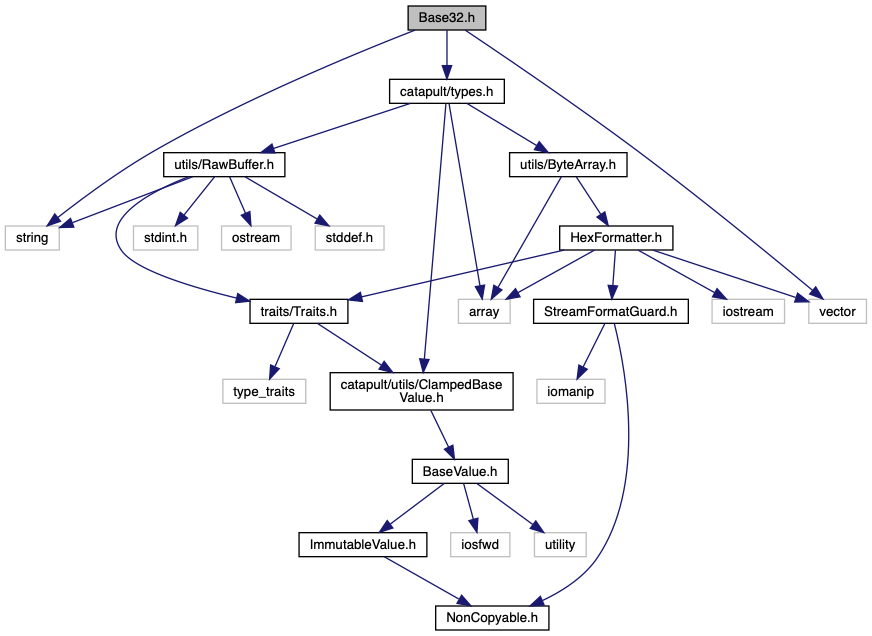 Base32.h
catapult/types.h
utils/RawBuffer.h
utils/ByteArray.h
string
stdint.h
ostream
stddef.h
HexFormatter.h
traits/Traits.h
array
StreamFormatGuard.h
iostream
vector
type_traits
catapult/utils/ClampedBase
Value.h
iomanip
BaseValue.h
ImmutableValue.h
iosfwd
utility
NonCopyable.h